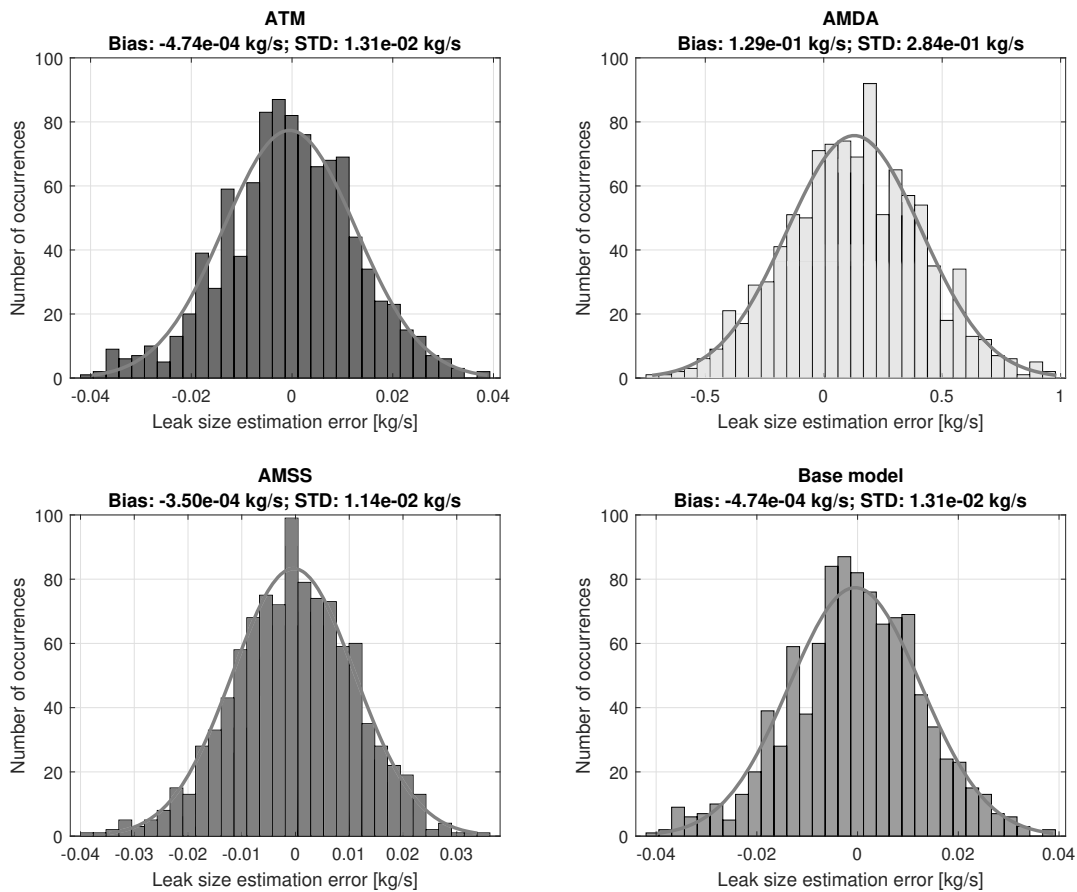 ATM
Bias: -4.74e-04 kg/s; STD: 1.31e-02 kg/s
100
80
60
40
20
0
Number of occurrences
-0.04
-0.02
0
0.02
0.04
Leak size estimation error [kg/s]
AMDA
Bias: 1.29e-01 kg/s; STD: 2.84e-01 kg/s
100
80
60
40
20
0
Number of occurrences
-0.5
0
0.5
1
Leak size estimation error [kg/s]
AMSS
Bias: -3.50e-04 kg/s; STD: 1.14e-02 kg/s
100
80
60
40
20
0
Number of occurrences
-0.04
-0.03
-0.02
-0.01
0
0.01
0.02
0.03
Leak size estimation error [kg/s]
Base model
Bias: -4.74e-04 kg/s; STD: 1.31e-02 kg/s
100
80
60
40
20
0
Number of occurrences
-0.04
-0.02
0
0.02
0.04
Leak size estimation error [kg/s]